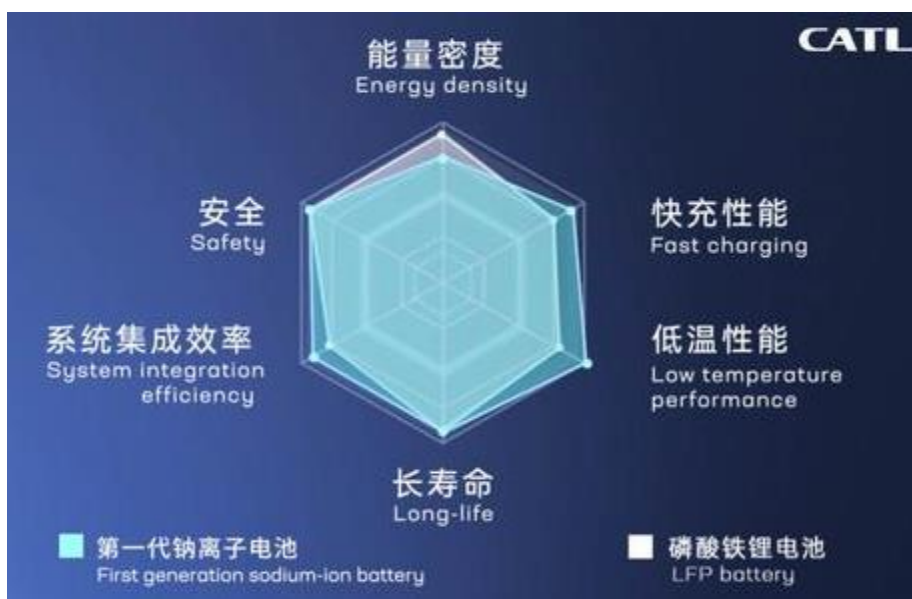 CATL
能量密度
Energy density
安全
Safety
快充性能
Fast charging
系统集成效率
System integration
efficiency
低温性能
Low temperature
performance
长寿命
Long-life
第一代钠离子电池
First generation sodium-ion battery
磷酸铁锂电池
LFP battery